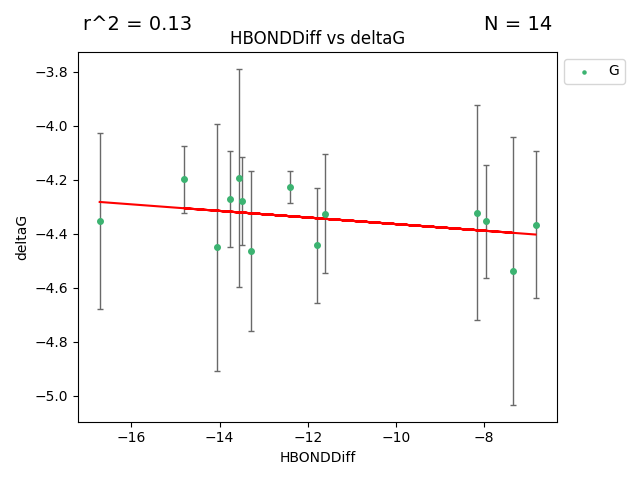 r^2 = 0.13
N = 14
HBONDDiff vs deltaG
G
−3.8
−4.0
−4.2
−4.4
−4.6
−4.8
−5.0
deltaG
−16
−14
−12
−10
−8
HBONDDiff